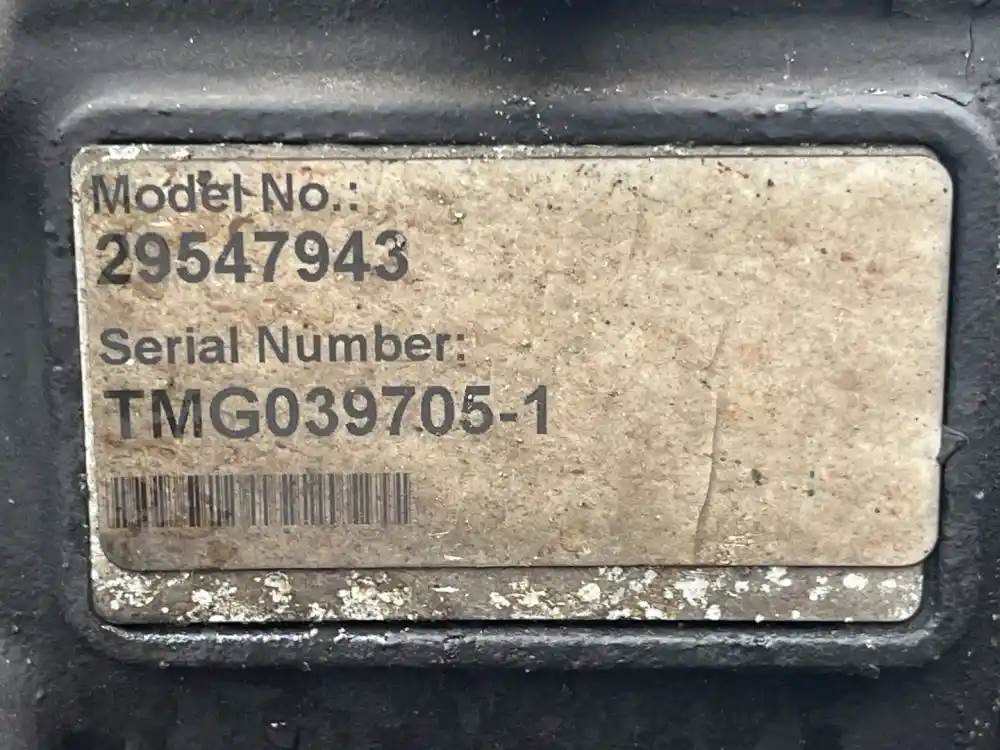 Model No.:
29547943
Serial Number:
TMG039705-1